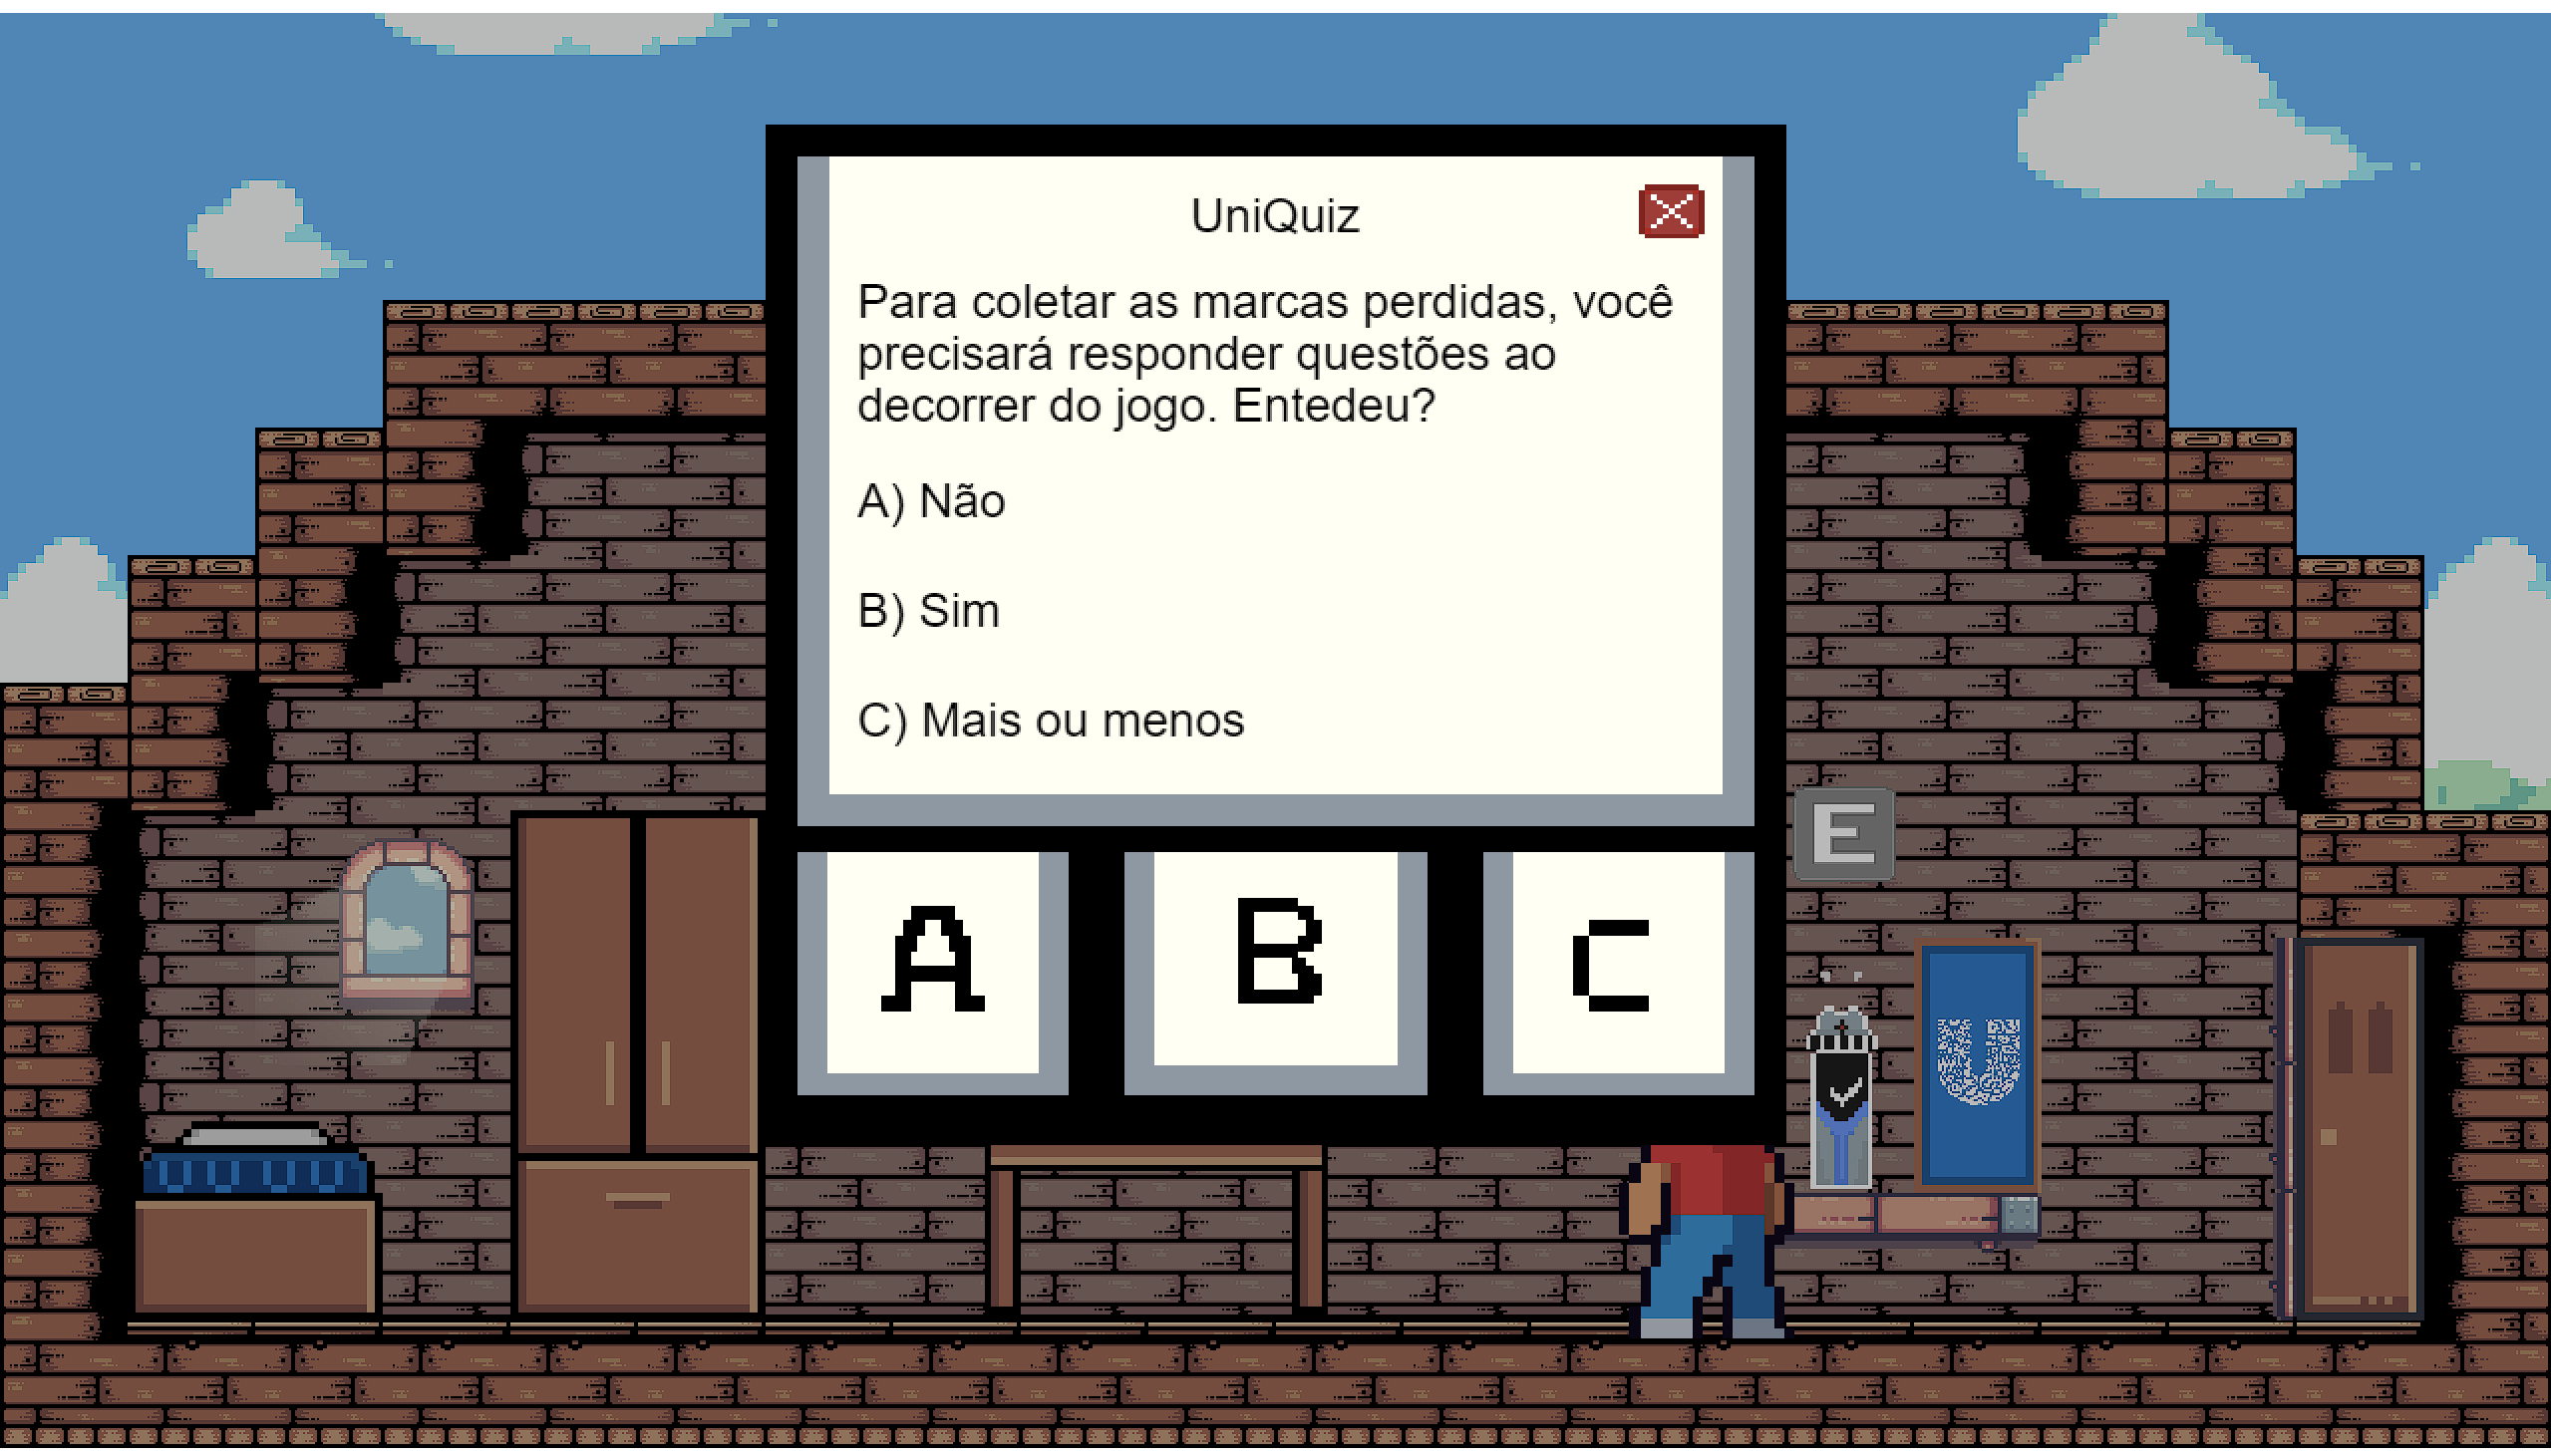 UniQuiz
Para coletar as marcas perdidas, você
precisará responder questões ao
decorrer do jogo. Entedeu?
A) Não
B) Sim
C) Mais ou menos
E
A B C
U